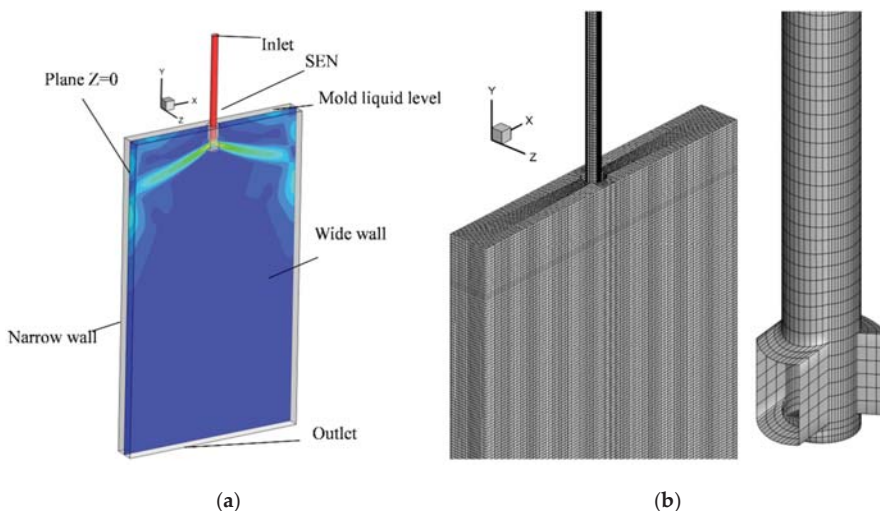 Inlet
SEN
Plane Z=0
Mold liquid level
Y
X
Z
Wide wall
Narrow wall
Outlet
(a)
Y
X
Z
(b)